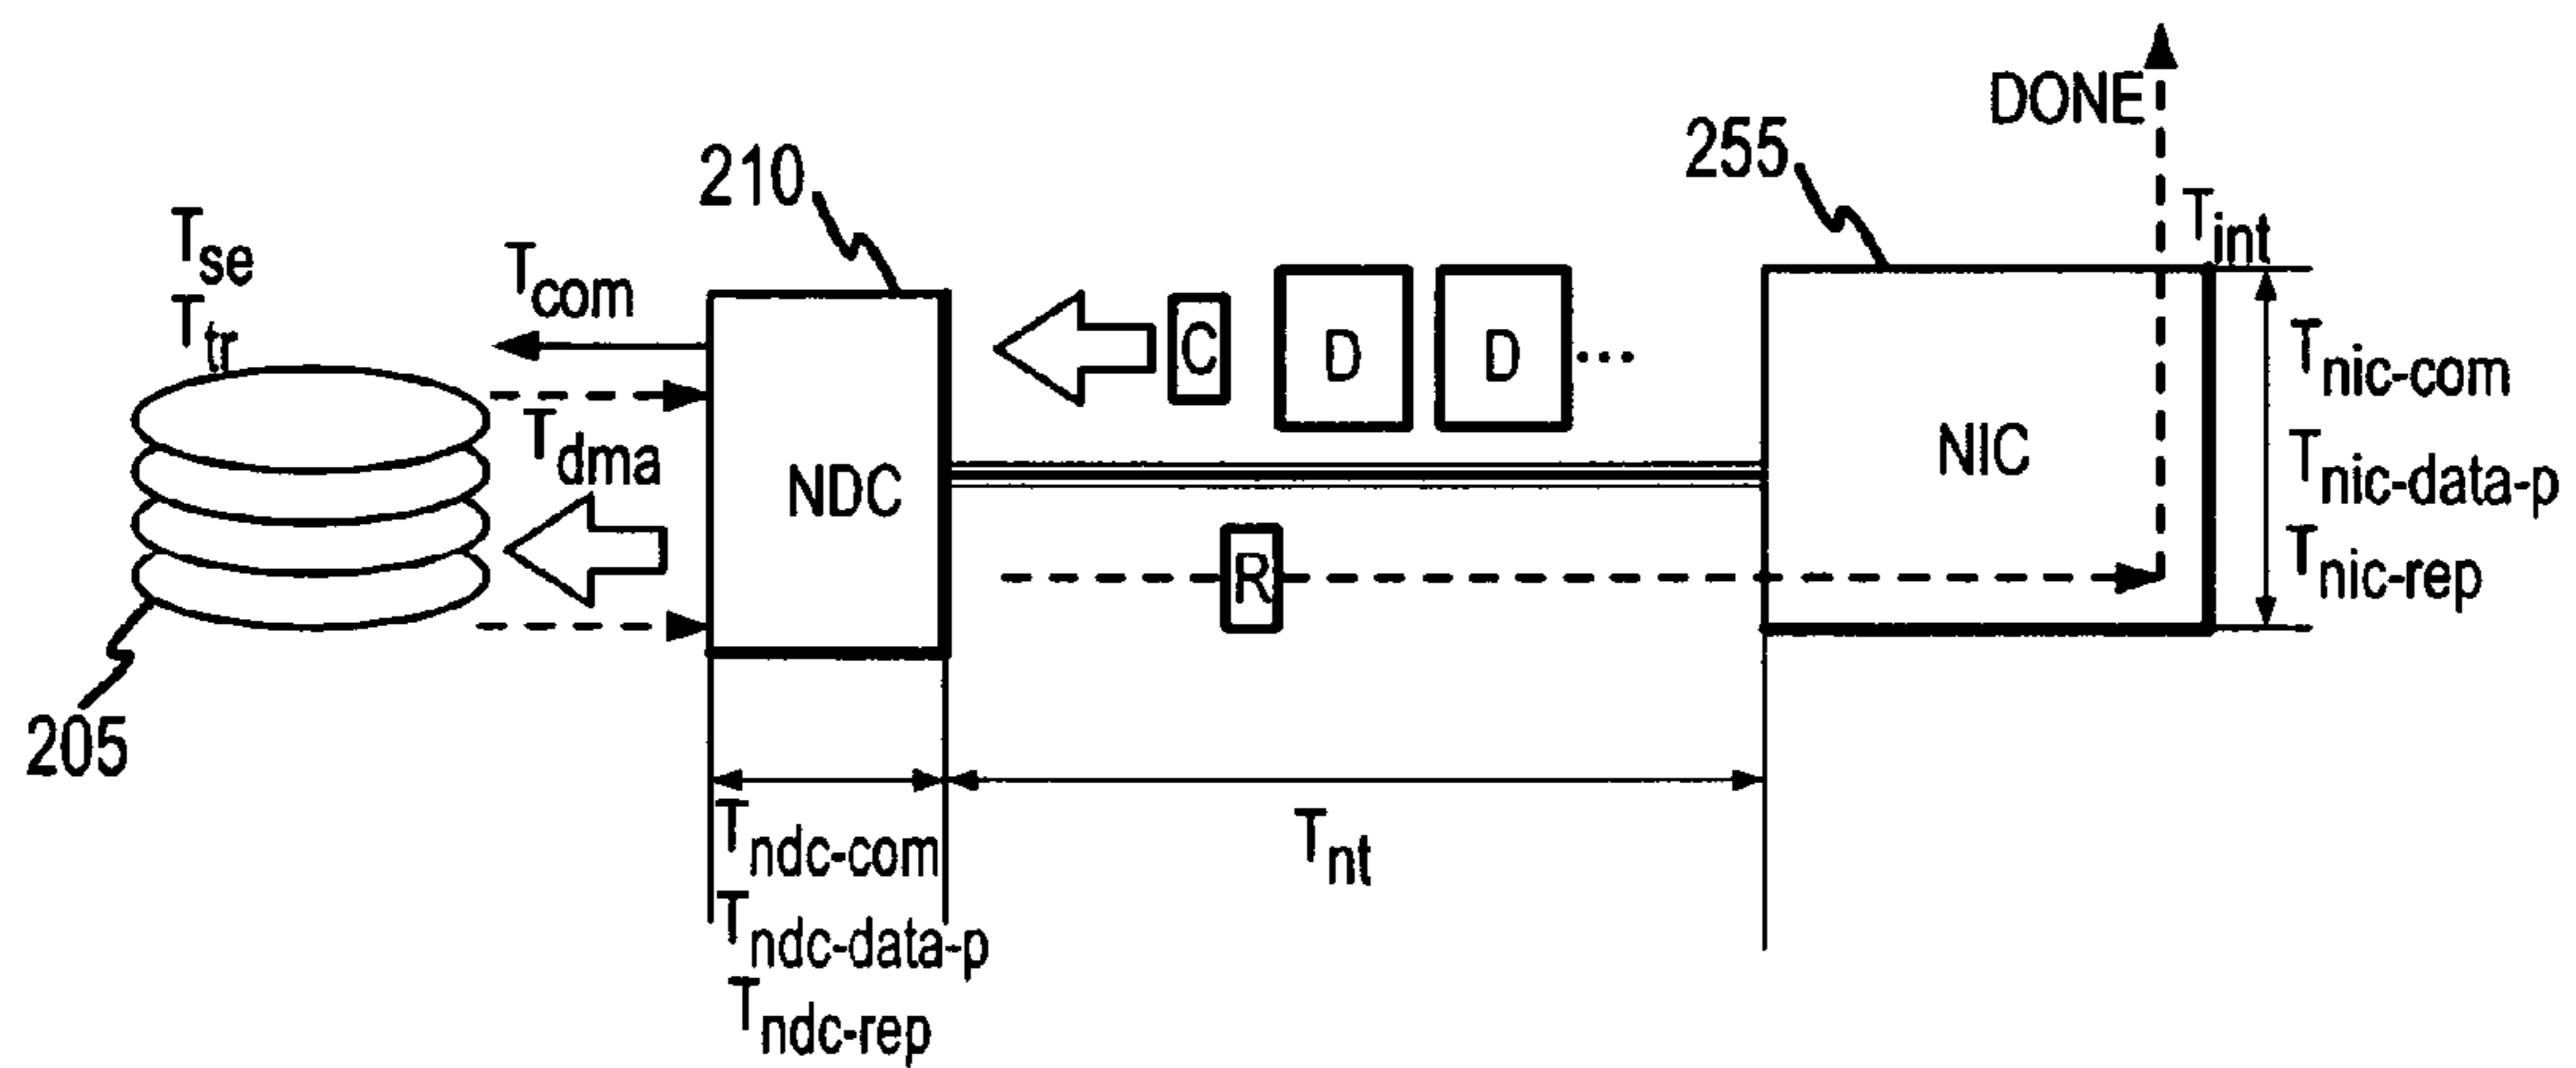 DONE
210
255
T_int
T_se
T_com
T_tr
C
D
D
...
T_nic-com
T_dma
NDC
NIC
T_nic-data-p
R
T_nic-rep
205
T_ndc-com
T_nt
T_ndc-data-p
T_ndc-rep